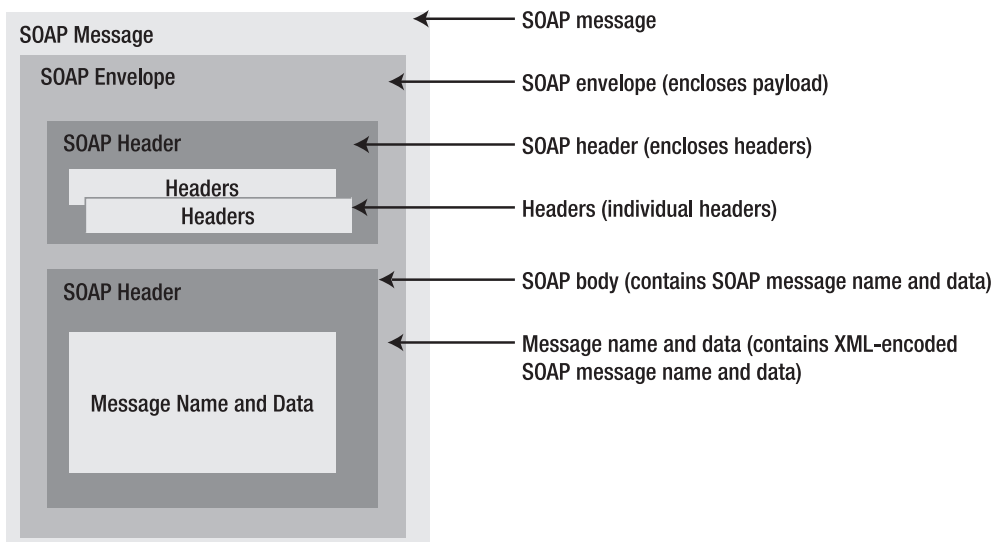 SOAP Message
SOAP message
SOAP Envelope
SOAP envelope (encloses payload)
SOAP Header
SOAP header (encloses headers)
Headers
Headers
Headers (individual headers)
SOAP Header
SOAP body (contains SOAP message name and data)
Message name and data (contains XML-encoded
SOAP message name and data)
Message Name and Data